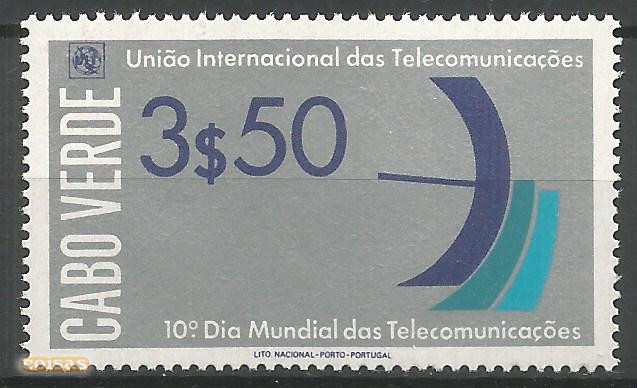 União Internacional das Telecomunicações
CABO VERDE
3$50
10º Dia Mundial das Telecomunicações
LITO NACIONAL-PORTO-PORTUGAL